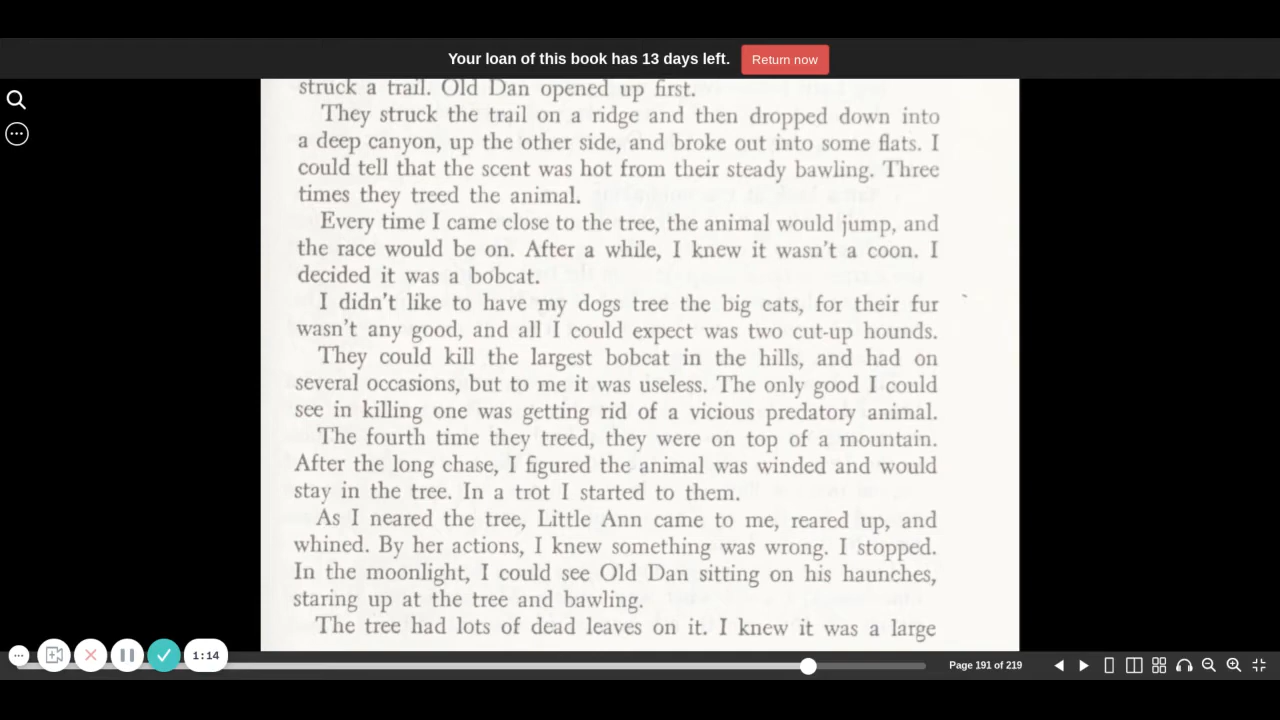 Your loan of this book has 13 days left. Return now
struck a trail. Old Dan opened up first.
They struck the trail on a ridge and then dropped down into
a deep canyon, up the other side, and broke out into some flats. I
could tell that the scent was hot from their steady bawling. Three
times they treed the animal.
Every time I came close to the tree, the animal would jump, and
the race would be on. After a while, I knew it wasn't a coon. I
decided it was a bobcat.
I didn't like to have my dogs tree the big cats, for their fur
wasn't any good, and all I could expect was two cut-up hounds.
They could kill the largest bobcat in the hills, and had on
several occasions, but to me it was useless. The only good I could
see in killing one was getting rid of a vicious predatory animal.
The fourth time they treed, they were on top of a mountain.
After the long chase, I figured the animal was winded and would
stay in the tree. In a trot I started to them.
As I neared the tree, Little Ann came to me, reared up, and
whined. By her actions, I knew something was wrong. I stopped.
In the moonlight, I could see Old Dan sitting on his haunches,
staring up at the tree and bawling.
The tree had lots of dead leaves on it. I knew it was a large
1:14
Page 191 of 219